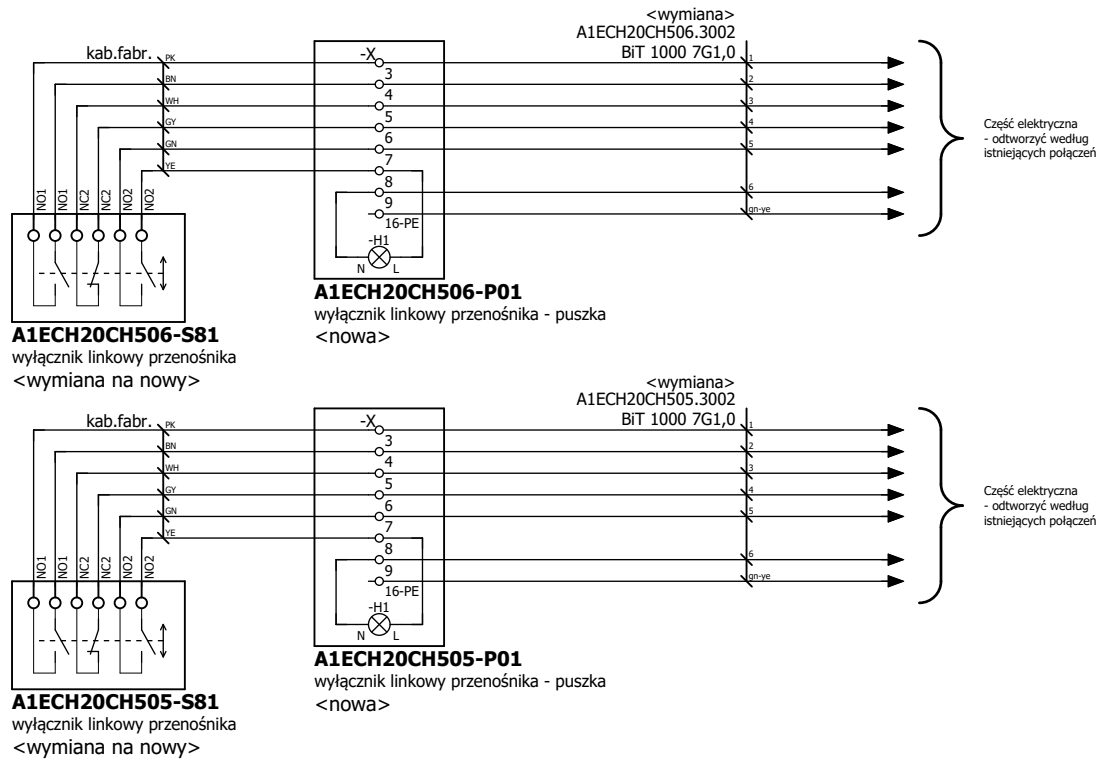 <wymiana>
A1ECH20CH506.3002
BiT 1000 7G1,0
kab.fabr.
PK
BN
WH
GY
GN
YE
-X
3
4
5
6
7
8
9
16-PE
1
2
3
4
5
6
gn-ye
Część elektryczna
- odtworzyć według
istniejących połączeń
NO1
NO1
NC2
NC2
NO2
NO2
-H1
N L
A1ECH20CH506-P01
wyłącznik linkowy przenośnika - puszka
<nowa>
A1ECH20CH506-S81
wyłącznik linkowy przenośnika
<wymiana na nowy>
<wymiana>
A1ECH20CH505.3002
BiT 1000 7G1,0
kab.fabr.
PK
BN
WH
GY
GN
YE
-X
3
4
5
6
7
8
9
16-PE
1
2
3
4
5
6
gn-ye
Część elektryczna
- odtworzyć według
istniejących połączeń
NO1
NO1
NC2
NC2
NO2
NO2
-H1
N L
A1ECH20CH505-P01
wyłącznik linkowy przenośnika - puszka
<nowa>
A1ECH20CH505-S81
wyłącznik linkowy przenośnika
<wymiana na nowy>